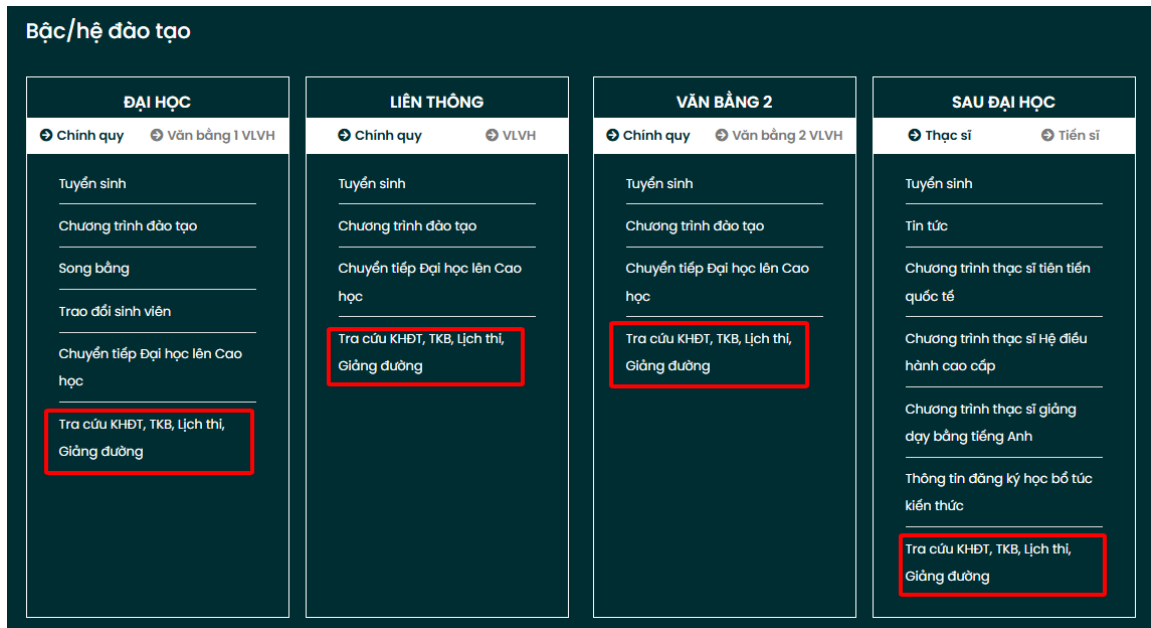 Bậc/hệ đào tạo
ĐẠI HỌC
Chính quy
Văn bằng 1 VLVH
Tuyển sinh
Chương trình đào tạo
Song bằng
Trao đổi sinh viên
Chuyển tiếp Đại học lên Cao
học
Tra cứu KHĐT, TKB, Lịch thi,
Giảng đường
LIÊN THÔNG
Chính quy
VLVH
Tuyển sinh
Chương trình đào tạo
Chuyển tiếp Đại học lên Cao
học
Tra cứu KHĐT, TKB, Lịch thi,
Giảng đường
VĂN BẰNG 2
Chính quy
Văn bằng 2 VLVH
Tuyển sinh
Chương trình đào tạo
Chuyển tiếp Đại học lên Cao
học
Tra cứu KHĐT, TKB, Lịch thi,
Giảng đường
SAU ĐẠI HỌC
Thạc sĩ
Tiến sĩ
Tuyển sinh
Tin tức
Chương trình thạc sĩ tiên tiến
quốc tế
Chương trình thạc sĩ Hệ điều
hành cao cấp
Chương trình thạc sĩ giảng
dạy bằng tiếng Anh
Thông tin đăng ký học bổ túc
kiến thức
Tra cứu KHĐT, TKB, Lịch thi,
Giảng đường